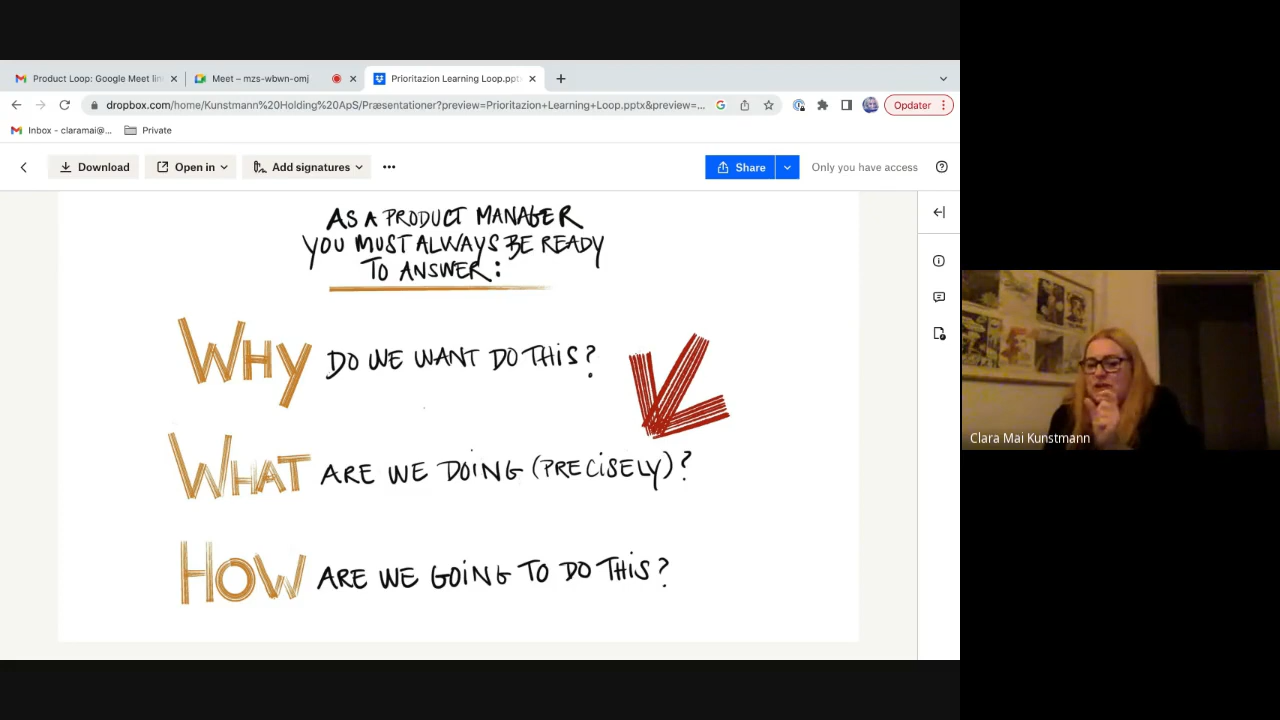 Product Loop: Google Meet lin
Meet – mzs-wbwn-omj
Prioritazion Learning Loop.ppt
dropbox.com/home/Kunstmann%20Holding%20ApS/Præsentationer?preview=Prioritazion+Learning+Loop.pptx&preview=...
Opdater
Inbox - claramai@...
Private
Download
Open in
Add signatures
Share
Only you have access
AS A PRODUCT MANAGER
YOU MUST ALWAYS BE READY
TO ANSWER:
WHY DO WE WANT DO THIS?
WHAT ARE WE DOING (PRECISELY)?
HOW ARE WE GOING TO DO THIS?
Clara Mai Kunstmann